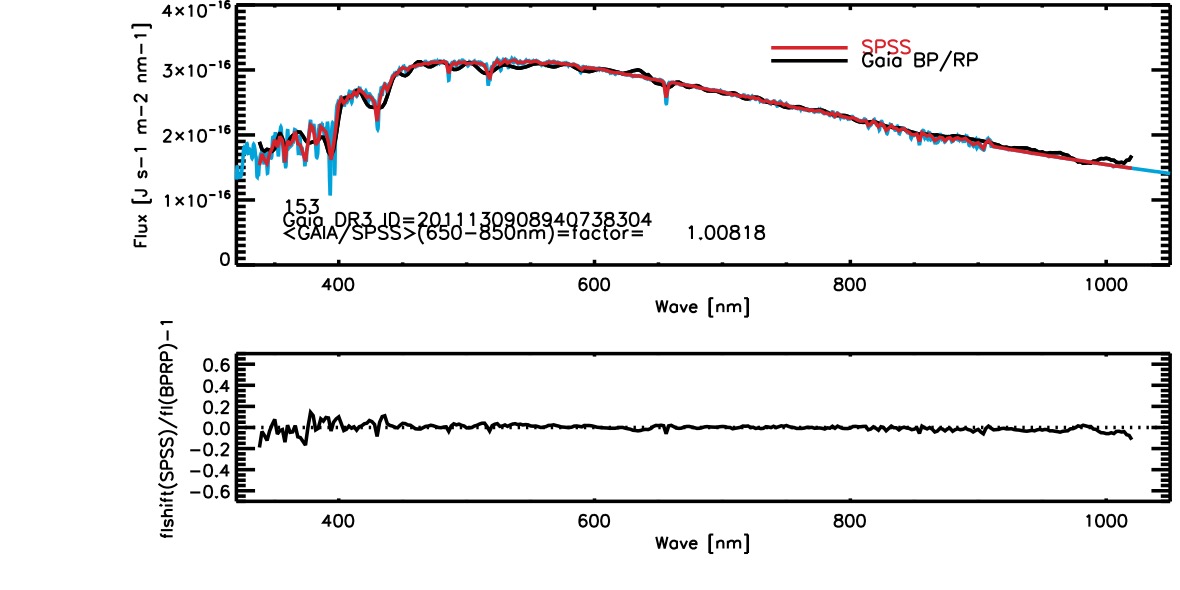 4×10−16
3×10−16
2×10−16
1×10−16
0
Flux [J s−1 m−2 nm−1]
SPSS
Gaia BP/RP
153
Gaia DR3 ID=2011130908940738304
<GAIA/SPSS>(650−850nm)=factor= 1.00818
400 600 800 1000
Wave [nm]
flshift(SPSS)/fl(BPRP)−1
0.6
0.4
0.2
0.0
−0.2
−0.4
−0.6
400 600 800 1000
Wave [nm]